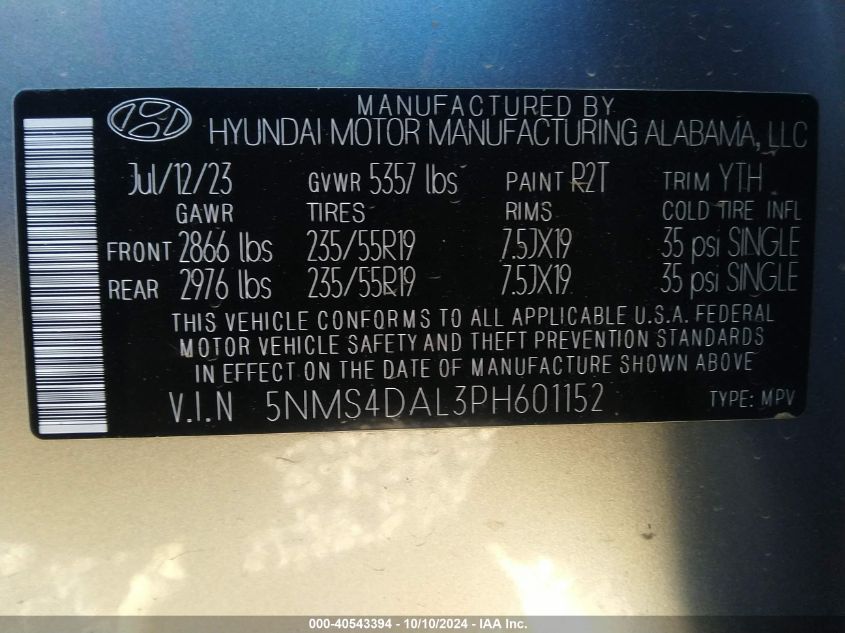 MANUFACTURED BY
HYUNDAI MOTOR MANUFACTURING ALABAMA, LLC
Jul/12/23 GVWR 5357 lbs PAINT R2T TRIM YTH
GAWR TIRES RIMS COLD TIRE INFL
FRONT 2866 lbs 235/55R19 7.5JX19 35 psi SINGLE
REAR 2976 lbs 235/55R19 7.5JX19 35 psi SINGLE
THIS VEHICLE CONFORMS TO ALL APPLICABLE U.S.A. FEDERAL
MOTOR VEHICLE SAFETY AND THEFT PREVENTION STANDARDS
IN EFFECT ON THE DATE OF MANUFACTURE SHOWN ABOVE
V.I.N 5NMS4DAL3PH601152 TYPE: MPV
000-40543394 - 10/10/2024 - IAA Inc.